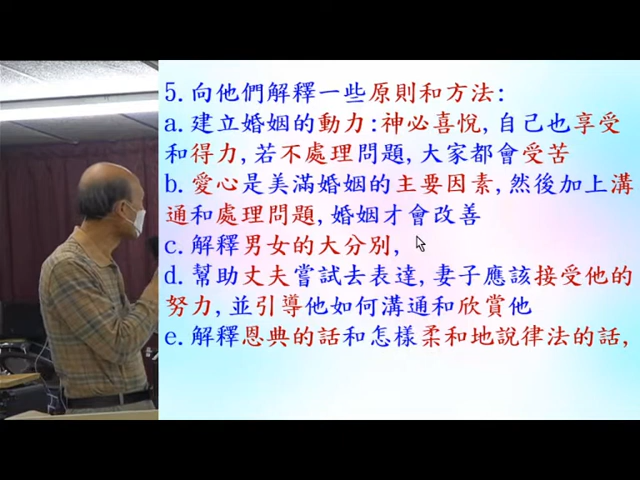 5. 向他們解釋一些原則和方法:
a. 建立婚姻的動力:神必喜悅, 自己也享受
和得力, 若不處理問題, 大家都會受苦
b. 愛心是美滿婚姻的主要因素, 然後加上溝
通和處理問題, 婚姻才會改善
c. 解釋男女的大分別,
d. 幫助丈夫嘗試去表達, 妻子應該接受他的
努力, 並引導他如何溝通和欣賞他
e. 解釋恩典的話和怎樣柔和地說律法的話,